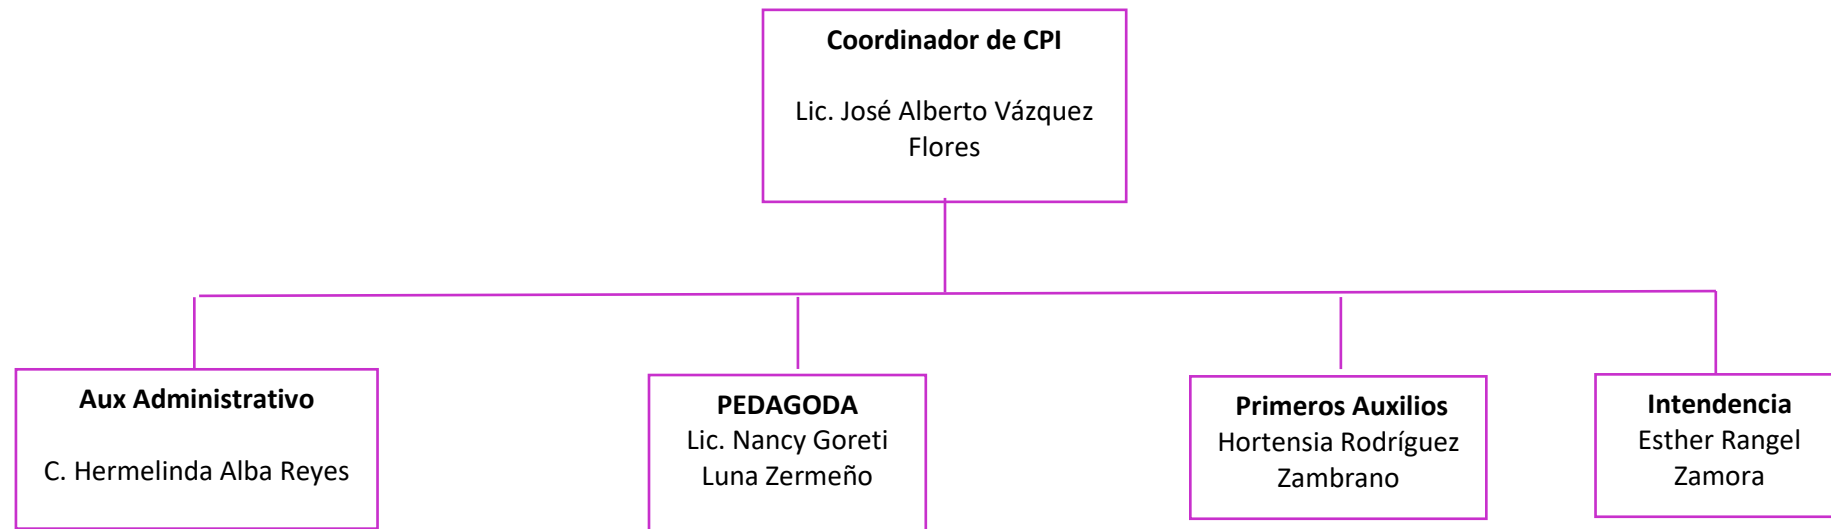 Coordinador de CPI
Lic. José Alberto Vázquez
Flores
Aux Administrativo
C. Hermelinda Alba Reyes
PEDAGODA
Lic. Nancy Goreti
Luna Zermeño
Primeros Auxilios
Hortensia Rodríguez
Zambrano
Intendencia
Esther Rangel
Zamora